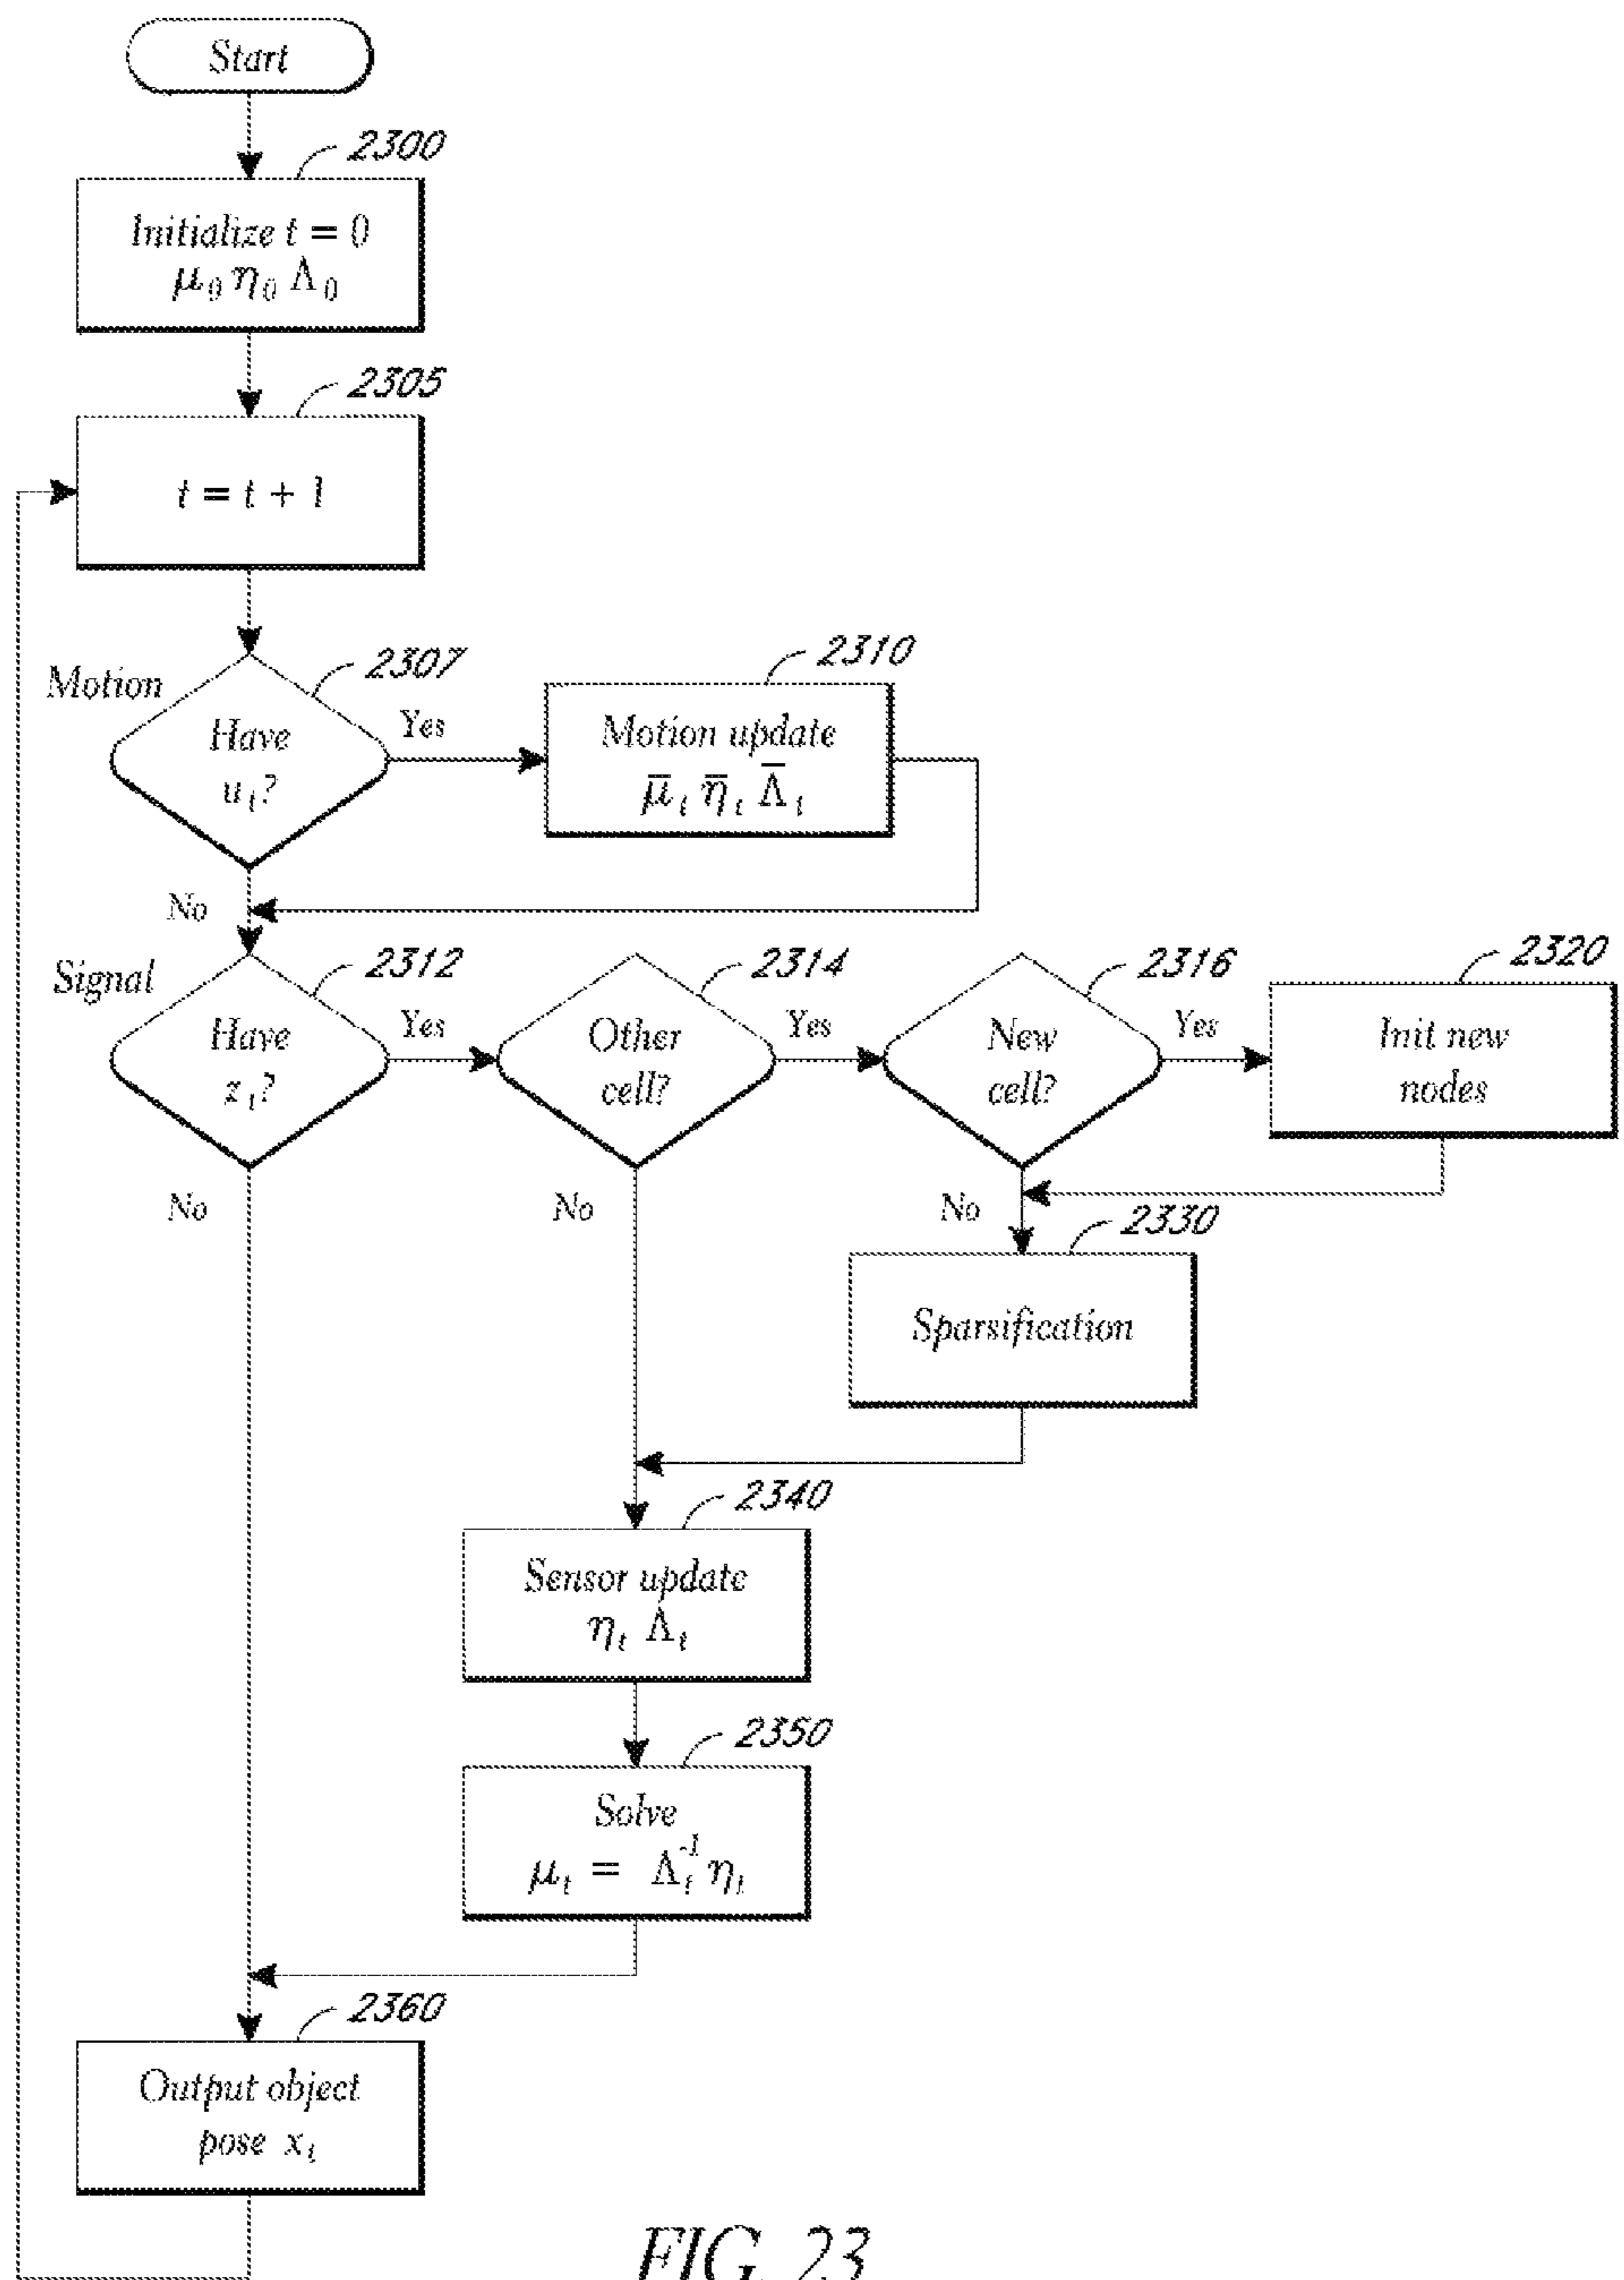 Start
2300
Initialize t = 0
μ₀ η₀ Λ₀
2305
t = t + 1
Motion
2307
Have
uₜ?
Yes
No
2310
Motion update
μ̅ₜ η̅ₜ Λ̅ₜ
Signal
2312
Have
zₜ?
Yes
No
2314
Other
cell?
Yes
No
2316
New
cell?
Yes
No
2320
Init new
nodes
2330
Sparsification
2340
Sensor update
ηₜ Λₜ
2350
Solve
μₜ = Λₜ⁻¹ ηₜ
2360
Output object
pose xₜ
FIG. 23